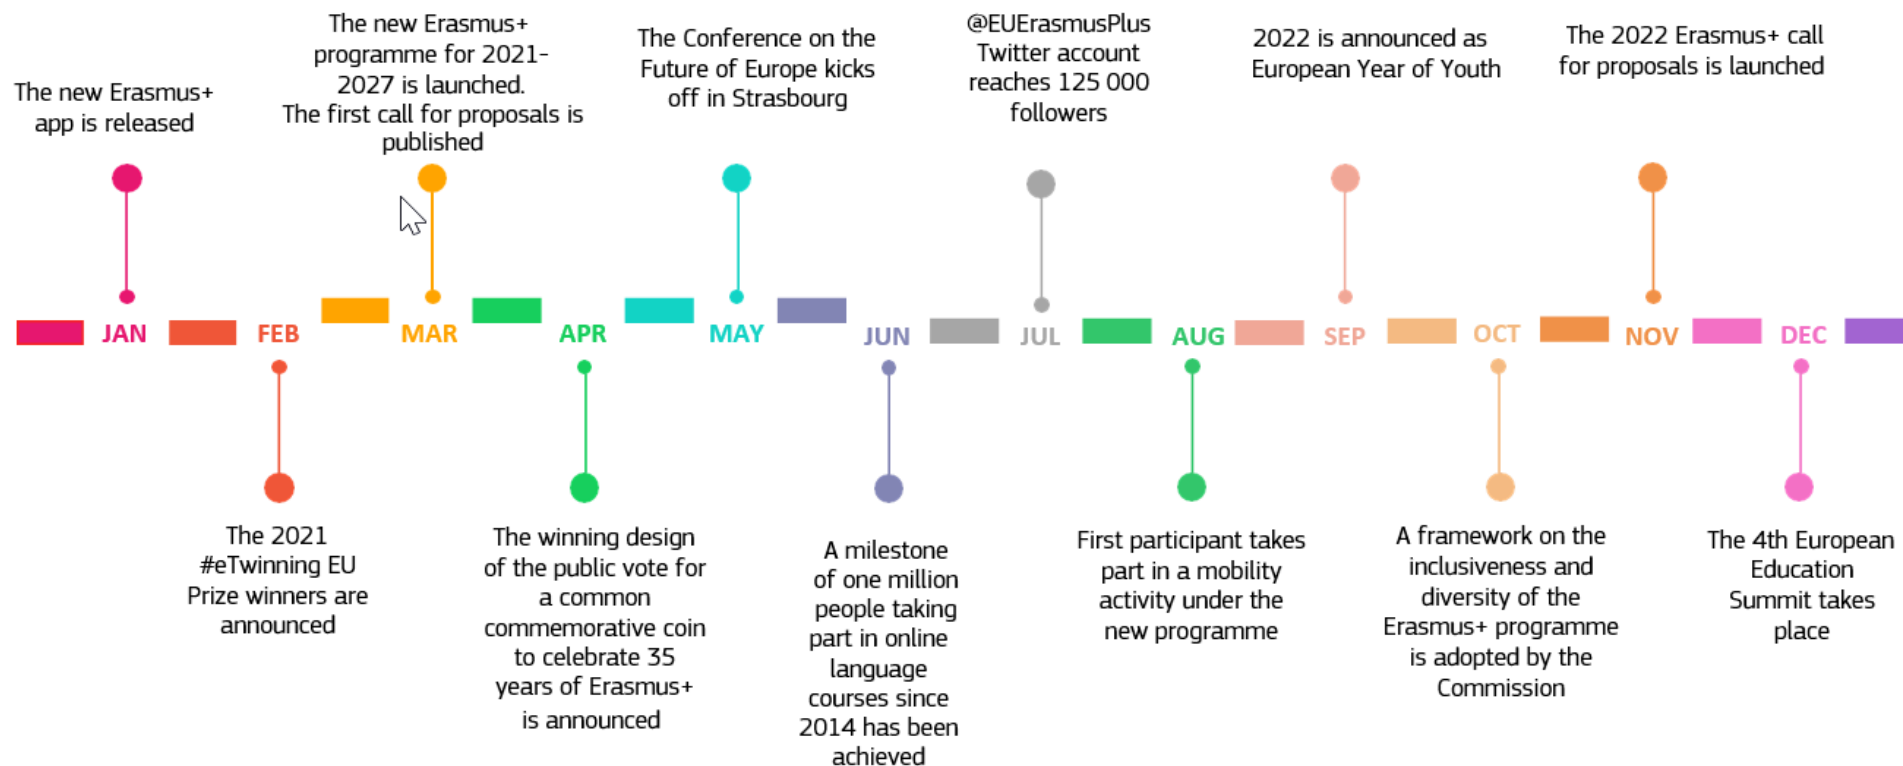 The new Erasmus+
app is released
The new Erasmus+
programme for 2021-
2027 is launched.
The first call for proposals is
published
The Conference on the
Future of Europe kicks
off in Strasbourg
@EUErasmusPlus
Twitter account
reaches 125 000
followers
2022 is announced as
European Year of Youth
The 2022 Erasmus+ call
for proposals is launched
JAN
FEB
MAR
APR
MAY
JUN
JUL
AUG
SEP
OCT
NOV
DEC
The 2021
#eTwinning EU
Prize winners are
announced
The winning design
of the public vote for
a common
commemorative coin
to celebrate 35
years of Erasmus+
is announced
A milestone
of one million
people taking
part in online
language
courses since
2014 has been
achieved
First participant takes
part in a mobility
activity under the
new programme
A framework on the
inclusiveness and
diversity of the
Erasmus+ programme
is adopted by the
Commission
The 4th European
Education
Summit takes
place